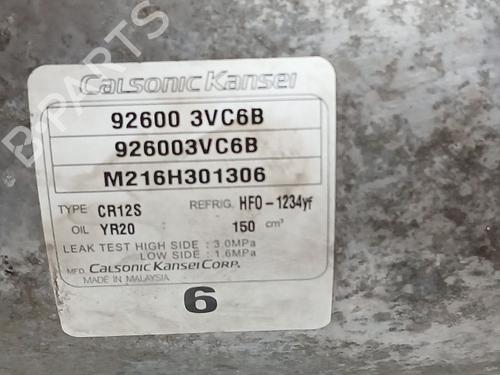 B-PARTS
CALSONIC KANSEI
92600 3VC6B
926003VC6B
M216H301306
TYPE CR12S REFRIG. HFO-1234yf
OIL YR20 : 150 cm³
LEAK TEST HIGH SIDE : 3.0MPa
LOW SIDE : 1.6MPa
MFD. CALSONIC KANSEI CORP.
MADE IN MALAYSIA
6